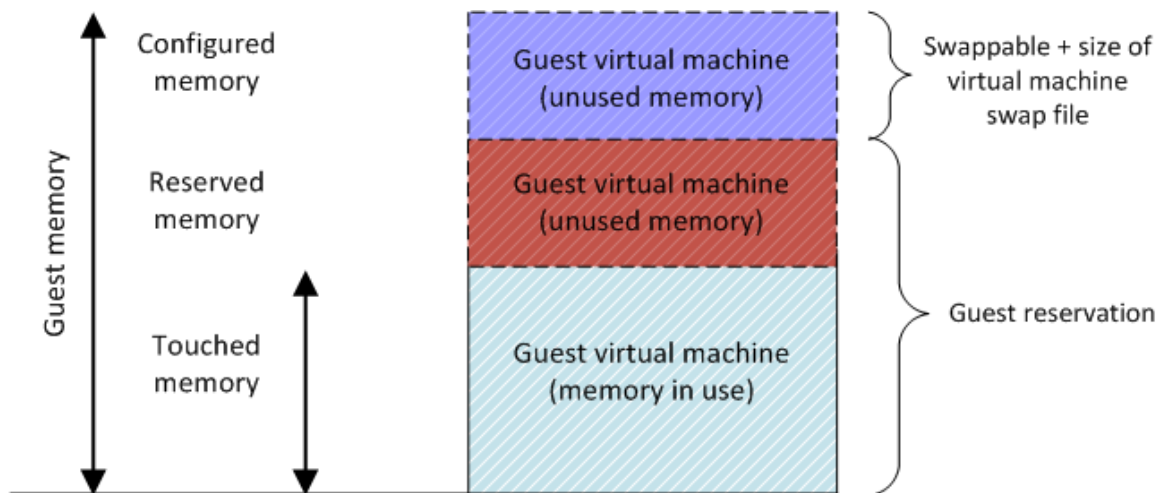 Guest memory
Configured
memory
Reserved
memory
Touched
memory
Guest virtual machine
(unused memory)
Guest virtual machine
(unused memory)
Guest virtual machine
(memory in use)
Swappable + size of
virtual machine
swap file
Guest reservation